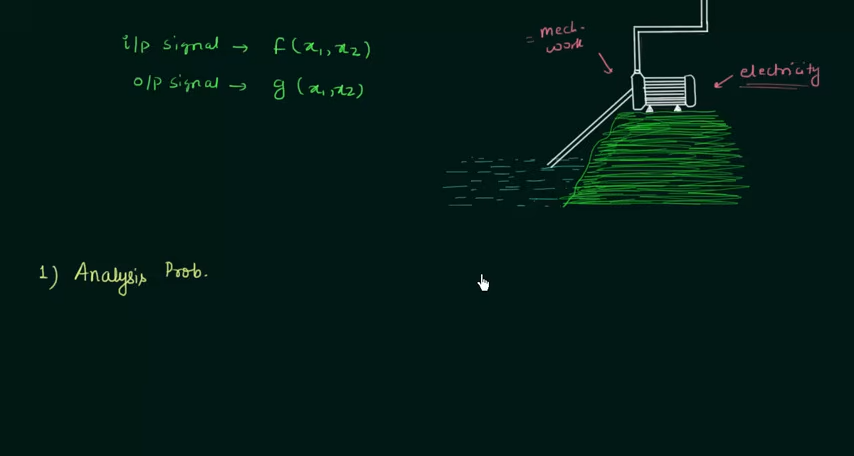 i/p signal → f(x₁, x₂)
o/p signal → g(x₁, x₂)
= mech. work
electricity
1) Analysis Prob.